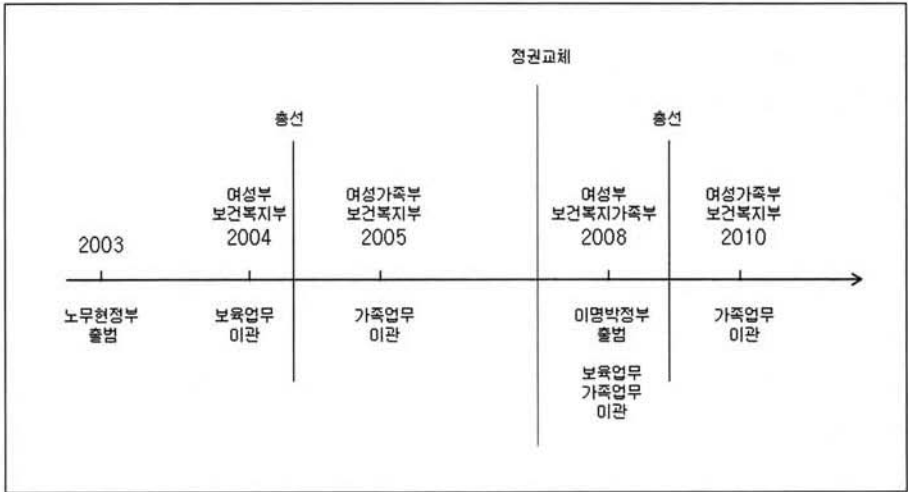 정권교체
총선
총선
여성부
보건복지부
2004
여성가족부
보건복지부
2005
여성부
보건복지가족부
2008
여성가족부
보건복지부
2010
2003
노무현정부
출범
보육업무
이관
가족업무
이관
이명박정부
출범
보육업무
가족업무
이관
가족업무
이관